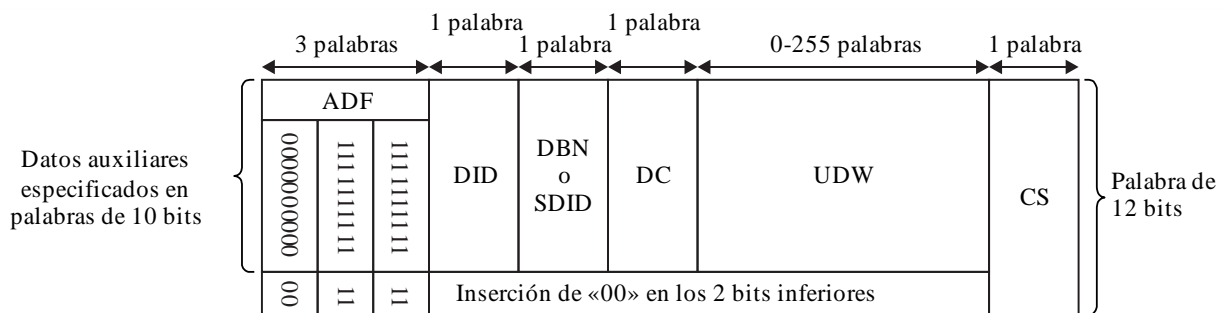 1 palabra
1 palabra
3 palabras
1 palabra
0-255 palabras
1 palabra
ADF
Datos auxiliares
especificados en
palabras de 10 bits
0000000000
1111111111
1111111111
DID
DBN
o
SDID
DC
UDW
CS
Palabra de
12 bits
00
11
11
Inserción de «00» en los 2 bits inferiores